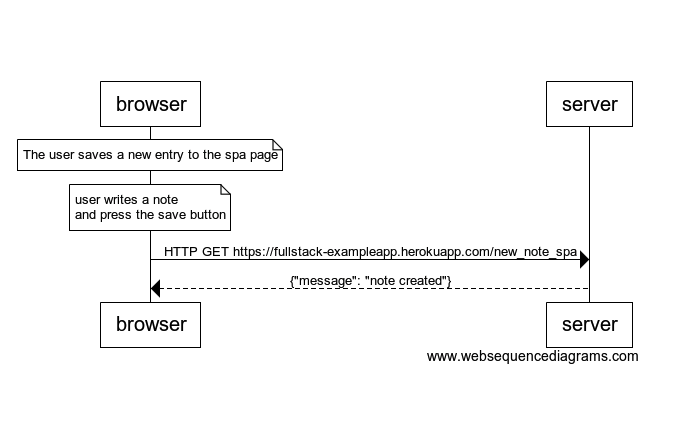 browser
server
The user saves a new entry to the spa page
user writes a note
and press the save button
HTTP GET https://fullstack-exampleapp.herokuapp.com/new_note_spa
{"message": "note created"}
browser
server
www.websequencediagrams.com